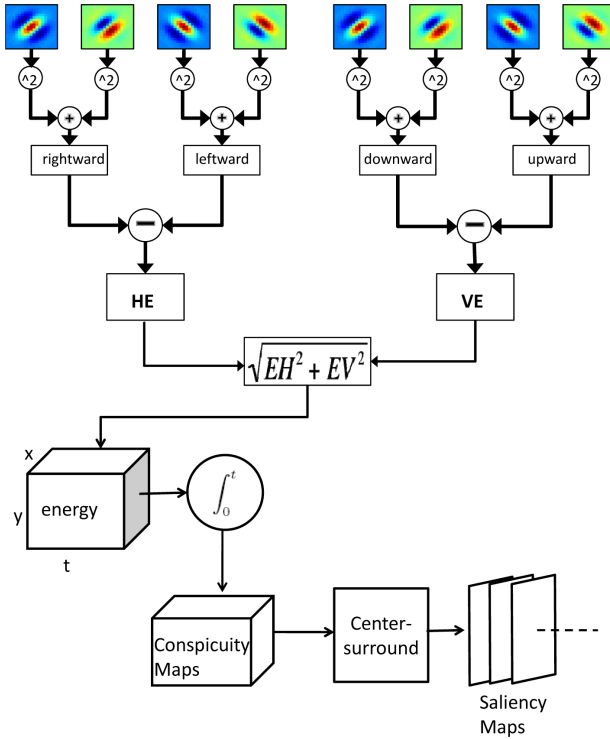 ^2 ^2 ^2 ^2 ^2 ^2 ^2 ^2
+ + + +
rightward leftward downward upward
− −
HE VE
√EH² + EV²
x
y energy ∫₀ᵗ
t
Conspicuity
Maps
Center-
surround
Saliency
Maps